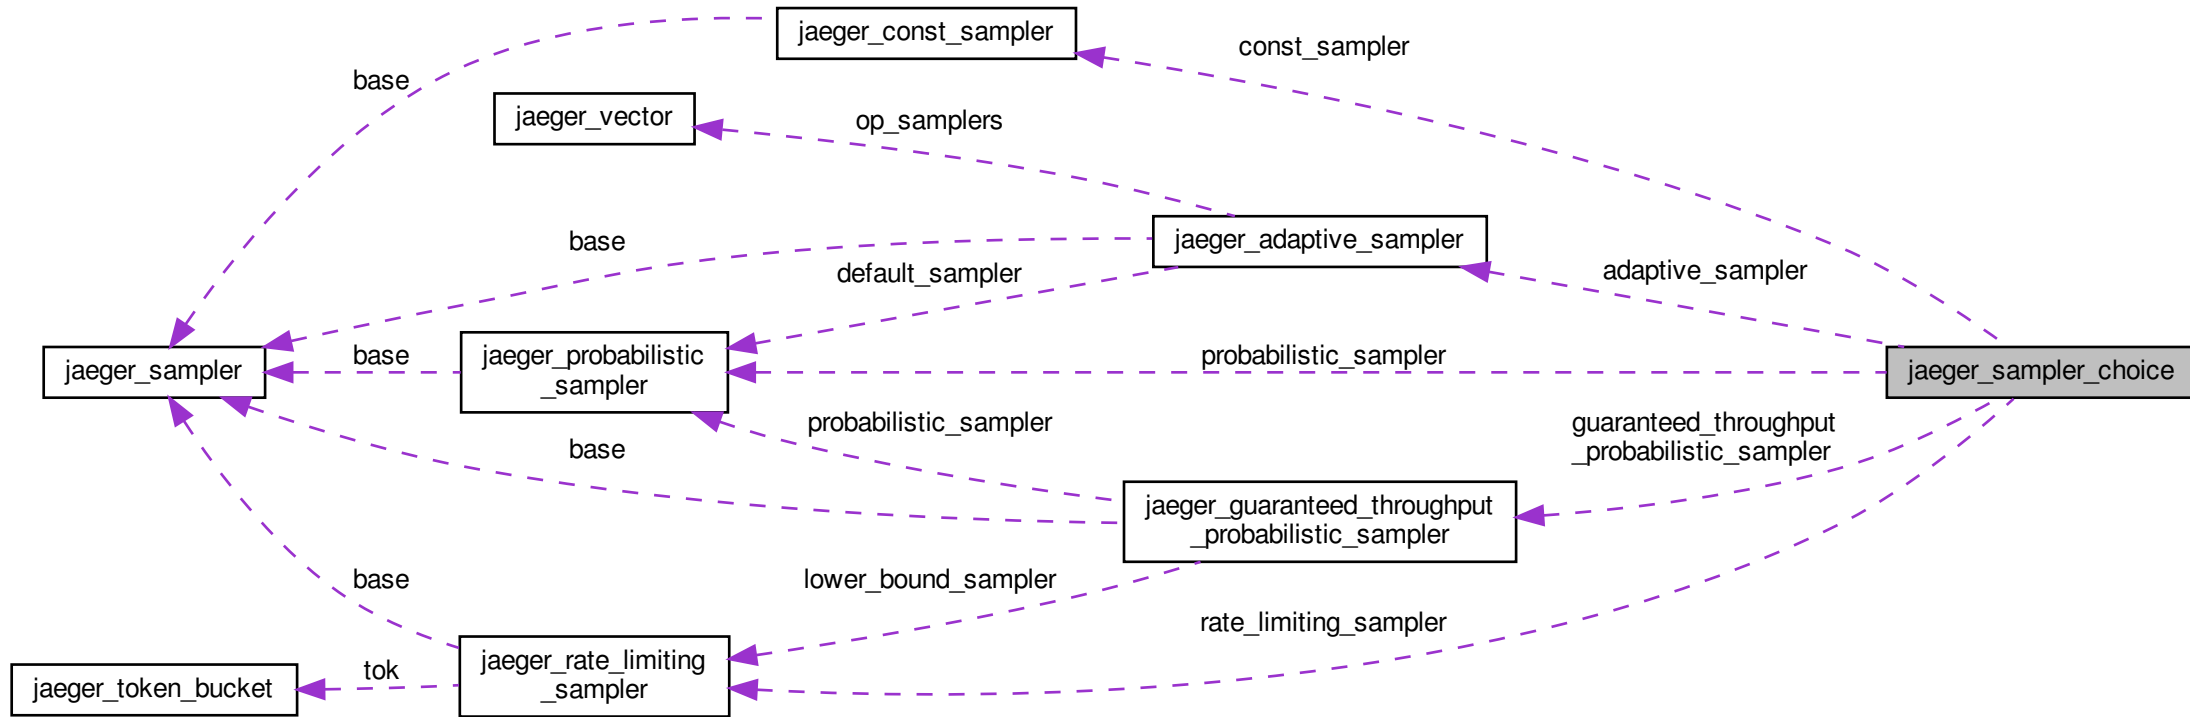 jaeger_const_sampler
const_sampler
base
jaeger_vector
op_samplers
base
jaeger_adaptive_sampler
default_sampler
adaptive_sampler
jaeger_sampler
base
jaeger_probabilistic
_sampler
probabilistic_sampler
jaeger_sampler_choice
probabilistic_sampler
base
guaranteed_throughput
_probabilistic_sampler
jaeger_guaranteed_throughput
_probabilistic_sampler
base
lower_bound_sampler
rate_limiting_sampler
jaeger_token_bucket
tok
jaeger_rate_limiting
_sampler